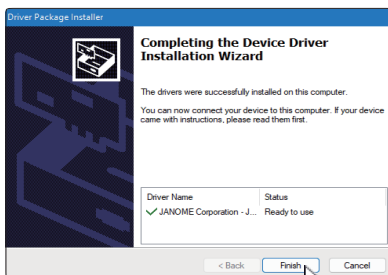 Driver Package Installer
Completing the Device Driver
Installation Wizard
The drivers were successfully installed on this computer.
You can now connect your device to this computer. If your device
came with instructions, please read them first.
Driver Name Status
JANOME Corporation - J... Ready to use
< Back Finish Cancel